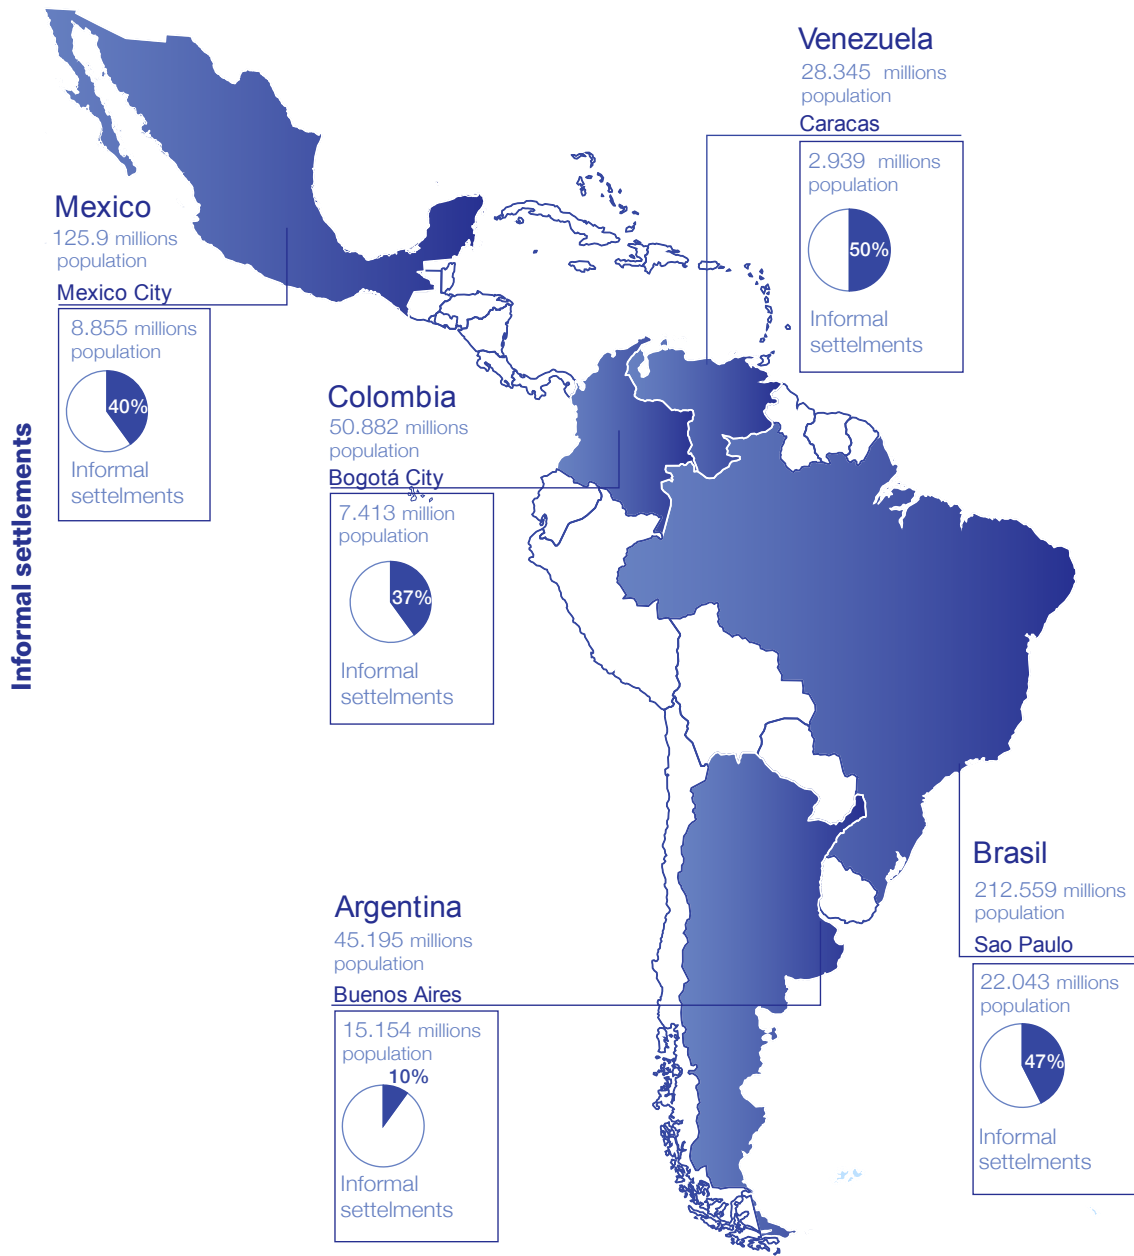 Informal settlements
Mexico
125.9 millions
population
Mexico City
8.855 millions
population
40%
Informal
settelments
Venezuela
28.345 millions
population
Caracas
2.939 millions
population
50%
Informal
settelments
Colombia
50.882 millions
population
Bogotá City
7.413 million
population
37%
Informal
settelments
Brasil
212.559 millions
population
Sao Paulo
22.043 millions
population
47%
Informal
settelments
Argentina
45.195 millions
population
Buenos Aires
15.154 millions
population
10%
Informal
settelments